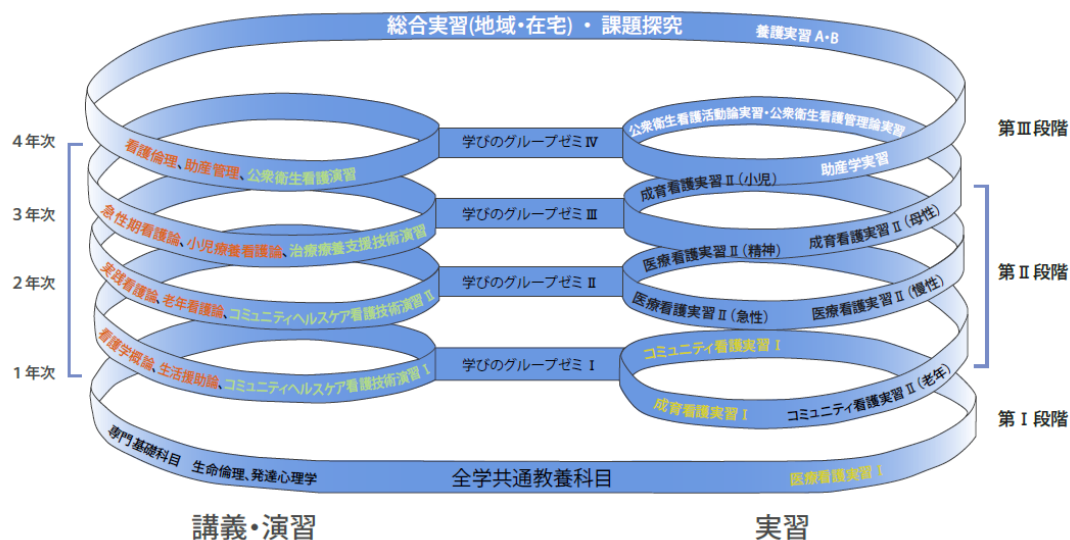 総合実習(地域・在宅) ・ 課題探究
養護実習 A・B
公衆衛生看護活動論実習・公衆衛生看護管理論実習
第Ⅲ段階
4年次
看護倫理、助産管理、公衆衛生看護演習
学びのグループゼミ Ⅳ
助産学実習
成育看護実習Ⅱ(小児)
3年次
急性期看護論、小児療養看護論、治療療養支援技術演習
学びのグループゼミ Ⅲ
成育看護実習Ⅱ(母性)
医療看護実習Ⅱ(精神)
第Ⅱ段階
2年次
実践看護論、老年看護論、コミュニティヘルスケア看護技術演習Ⅱ
学びのグループゼミ Ⅱ
医療看護実習Ⅱ(慢性)
医療看護実習Ⅱ(急性)
1年次
看護学概論、生活援助論、コミュニティヘルスケア看護技術演習Ⅰ
学びのグループゼミ Ⅰ
コミュニティ看護実習Ⅰ
コミュニティ看護実習Ⅱ(老年)
成育看護実習Ⅰ
第Ⅰ段階
専門基礎科目 生命倫理、発達心理学
全学共通教養科目
医療看護実習Ⅰ
講義・演習
実習